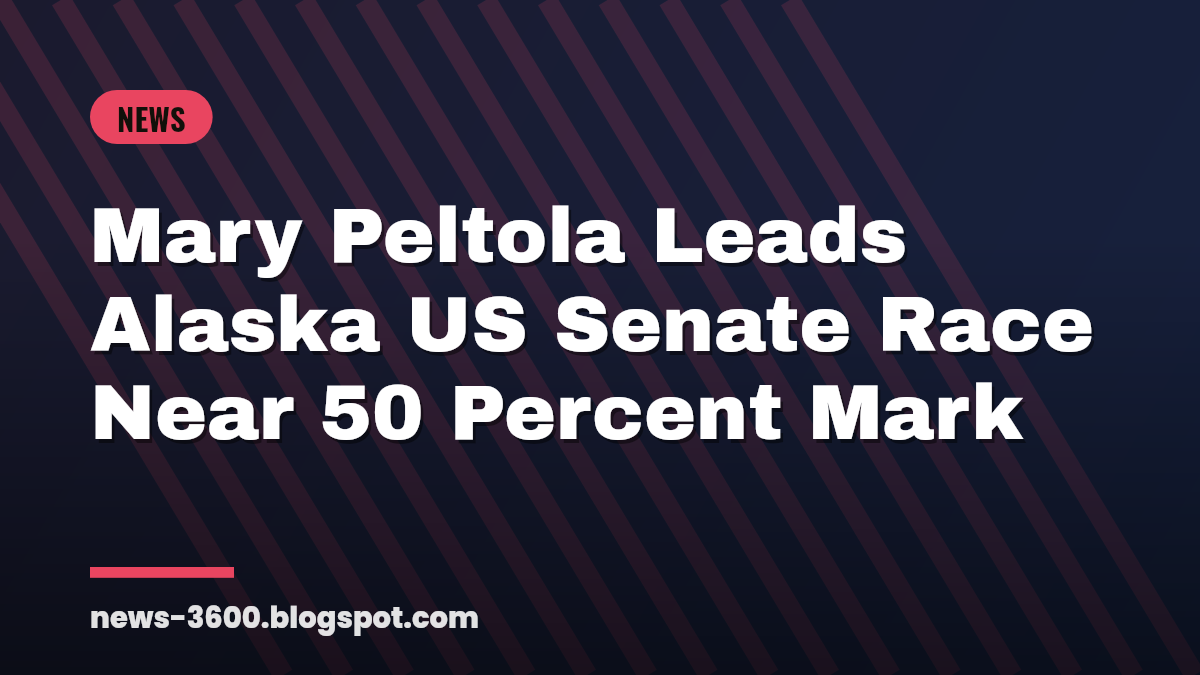 NEWS
Mary Peltola Leads
Alaska US Senate Race
Near 50 Percent Mark
news-3600.blogspot.com